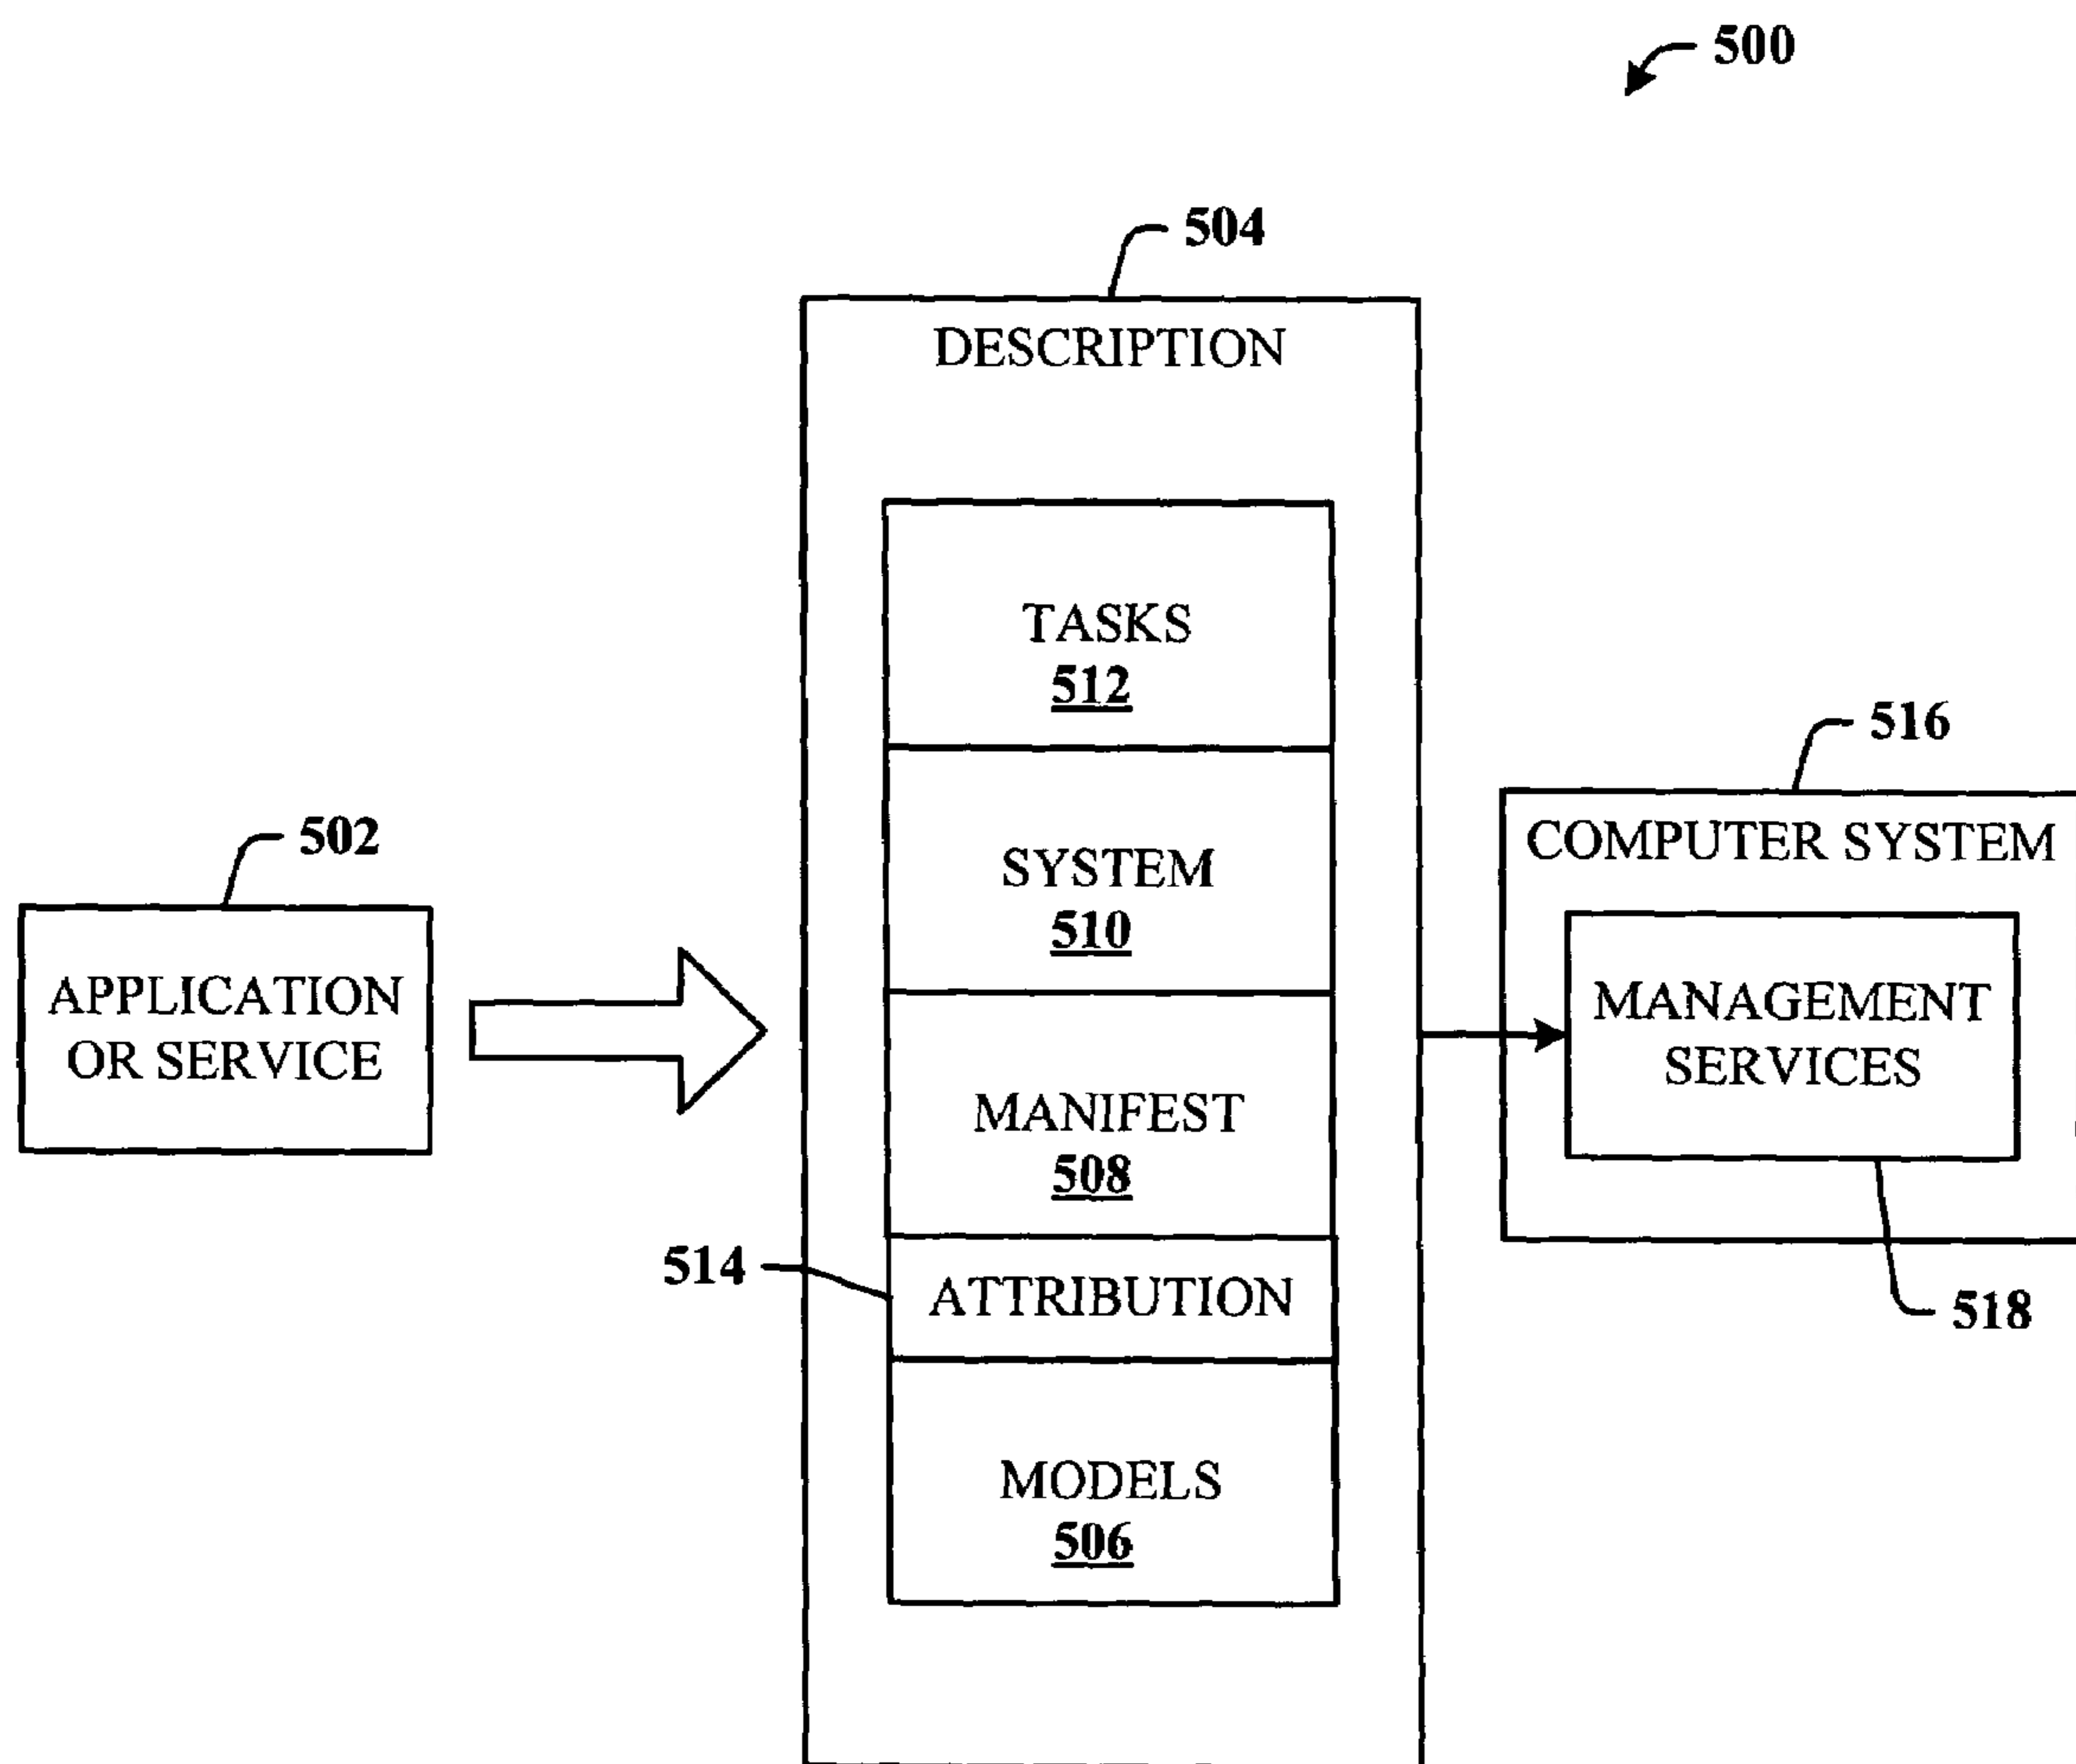 500
504
DESCRIPTION
TASKS
512
516
SYSTEM
510
COMPUTER SYSTEM
502
APPLICATION
OR SERVICE
MANAGEMENT
SERVICES
MANIFEST
508
514
ATTRIBUTION
518
MODELS
506